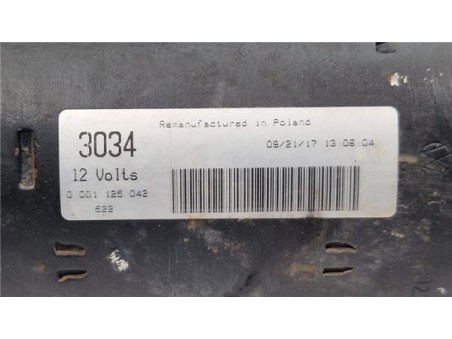 Remanufactured in Poland
3034
09/21/17 13:08:04
12 Volts
0 001 125 042
522